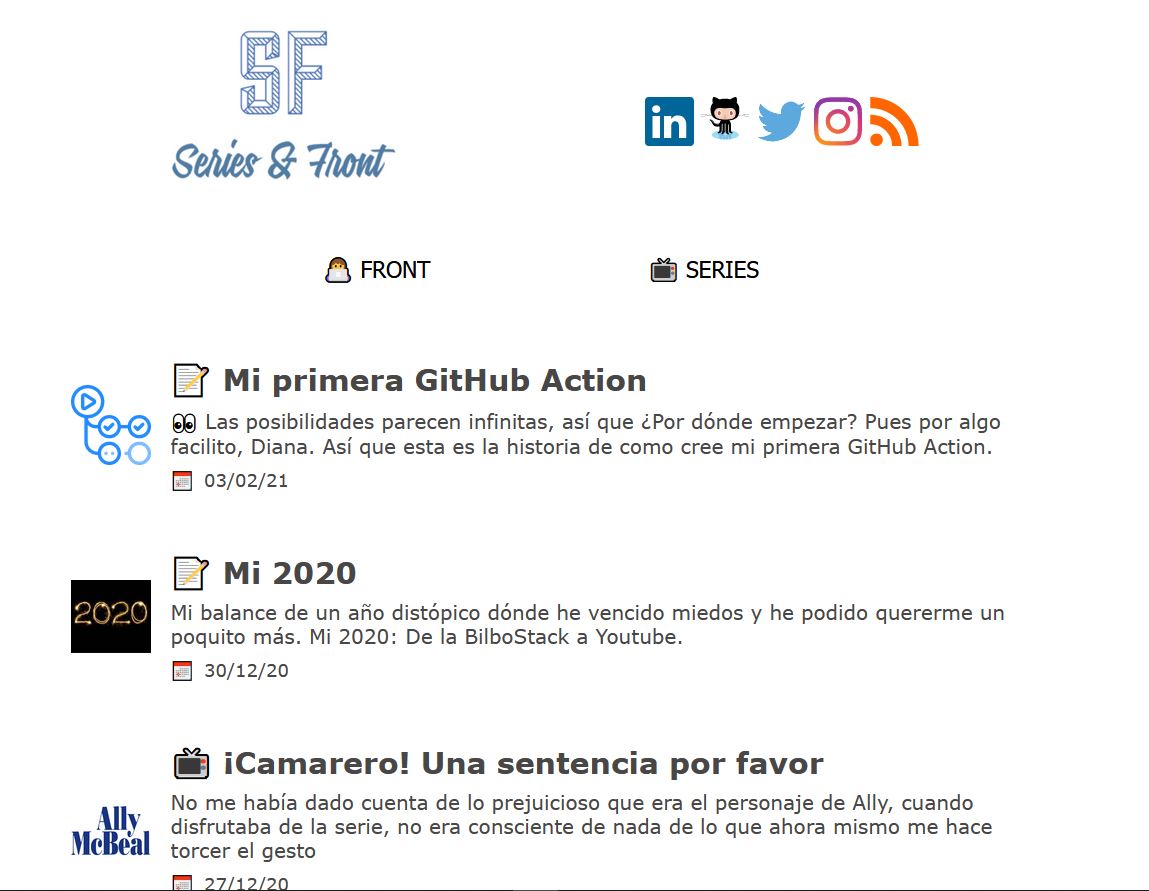 SF
Series & Front
in
FRONT
SERIES
Mi primera GitHub Action
Las posibilidades parecen infinitas, así que ¿Por dónde empezar? Pues por algo
facilito, Diana. Así que esta es la historia de como cree mi primera GitHub Action.
03/02/21
2020
Mi 2020
Mi balance de un año distópico dónde he vencido miedos y he podido quererme un
poquito más. Mi 2020: De la BilboStack a Youtube.
30/12/20
¡Camarero! Una sentencia por favor
Ally
McBeal
No me había dado cuenta de lo prejuicioso que era el personaje de Ally, cuando
disfrutaba de la serie, no era consciente de nada de lo que ahora mismo me hace
torcer el gesto
27/12/20